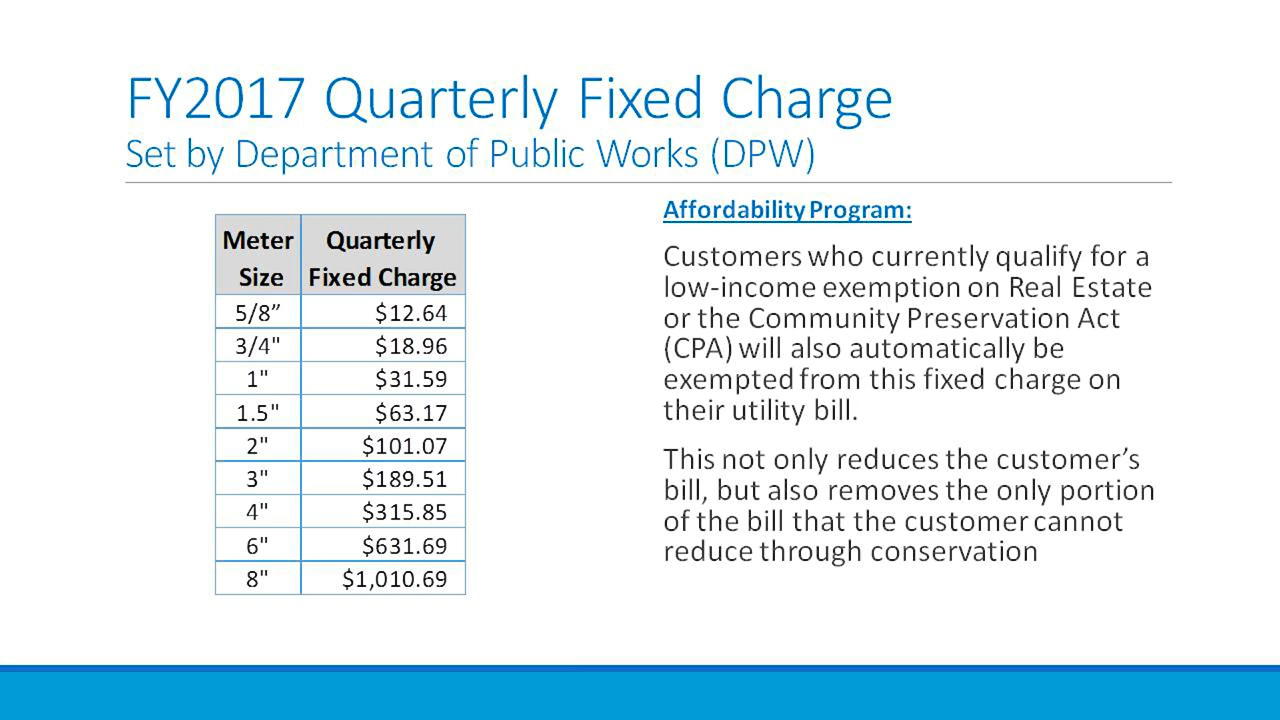 FY2017 Quarterly Fixed Charge
Set by Department of Public Works (DPW)
Meter Size Quarterly Fixed Charge
5/8” $12.64
3/4" $18.96
1" $31.59
1.5" $63.17
2" $101.07
3" $189.51
4" $315.85
6" $631.69
8" $1,010.69
Affordability Program:
Customers who currently qualify for a
low-income exemption on Real Estate
or the Community Preservation Act
(CPA) will also automatically be
exempted from this fixed charge on
their utility bill.
This not only reduces the customer’s
bill, but also removes the only portion
of the bill that the customer cannot
reduce through conservation